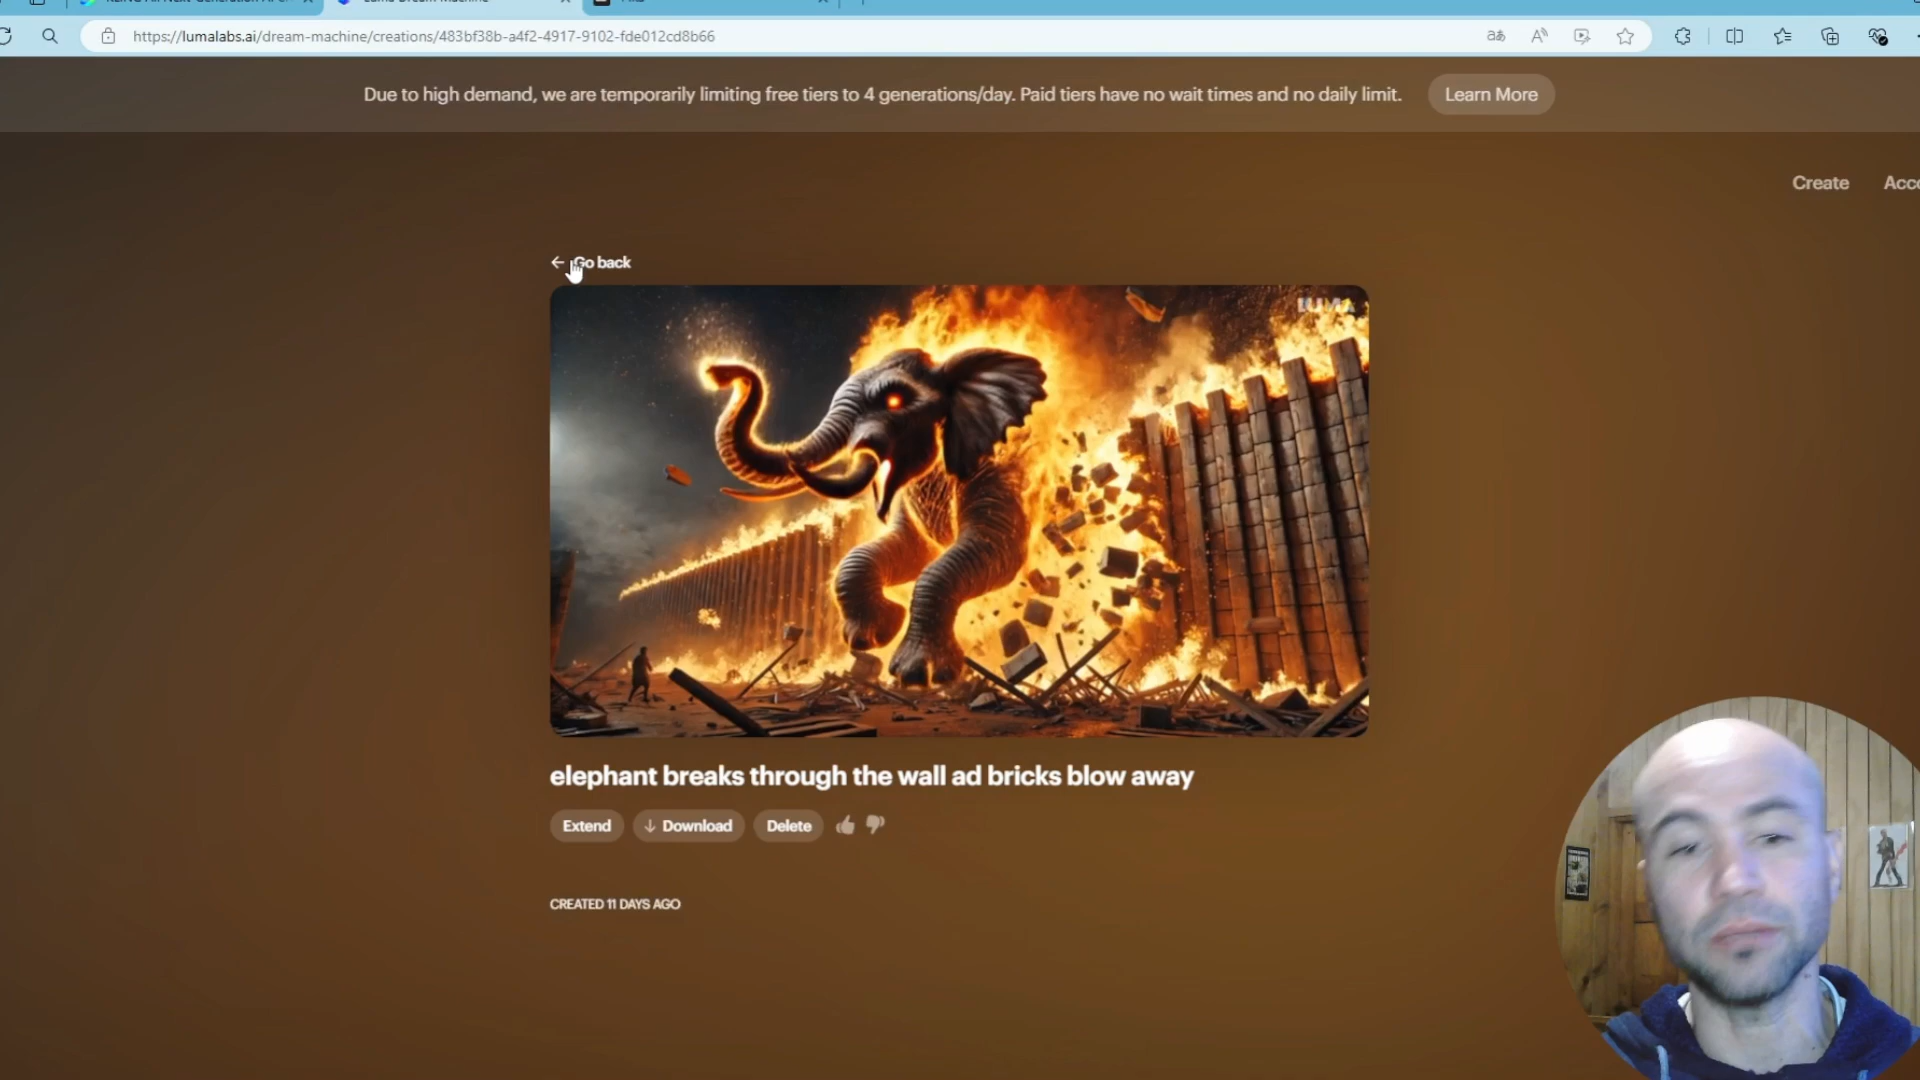 https://lumalabs.ai/dream-machine/creations/483bf38b-a4f2-4917-9102-fde012cd8b66
Due to high demand, we are temporarily limiting free tiers to 4 generations/day. Paid tiers have no wait times and no daily limit.
Learn More
Create
Go back
LUMA
elephant breaks through the wall ad bricks blow away
Extend
Download
Delete
CREATED 11 DAYS AGO